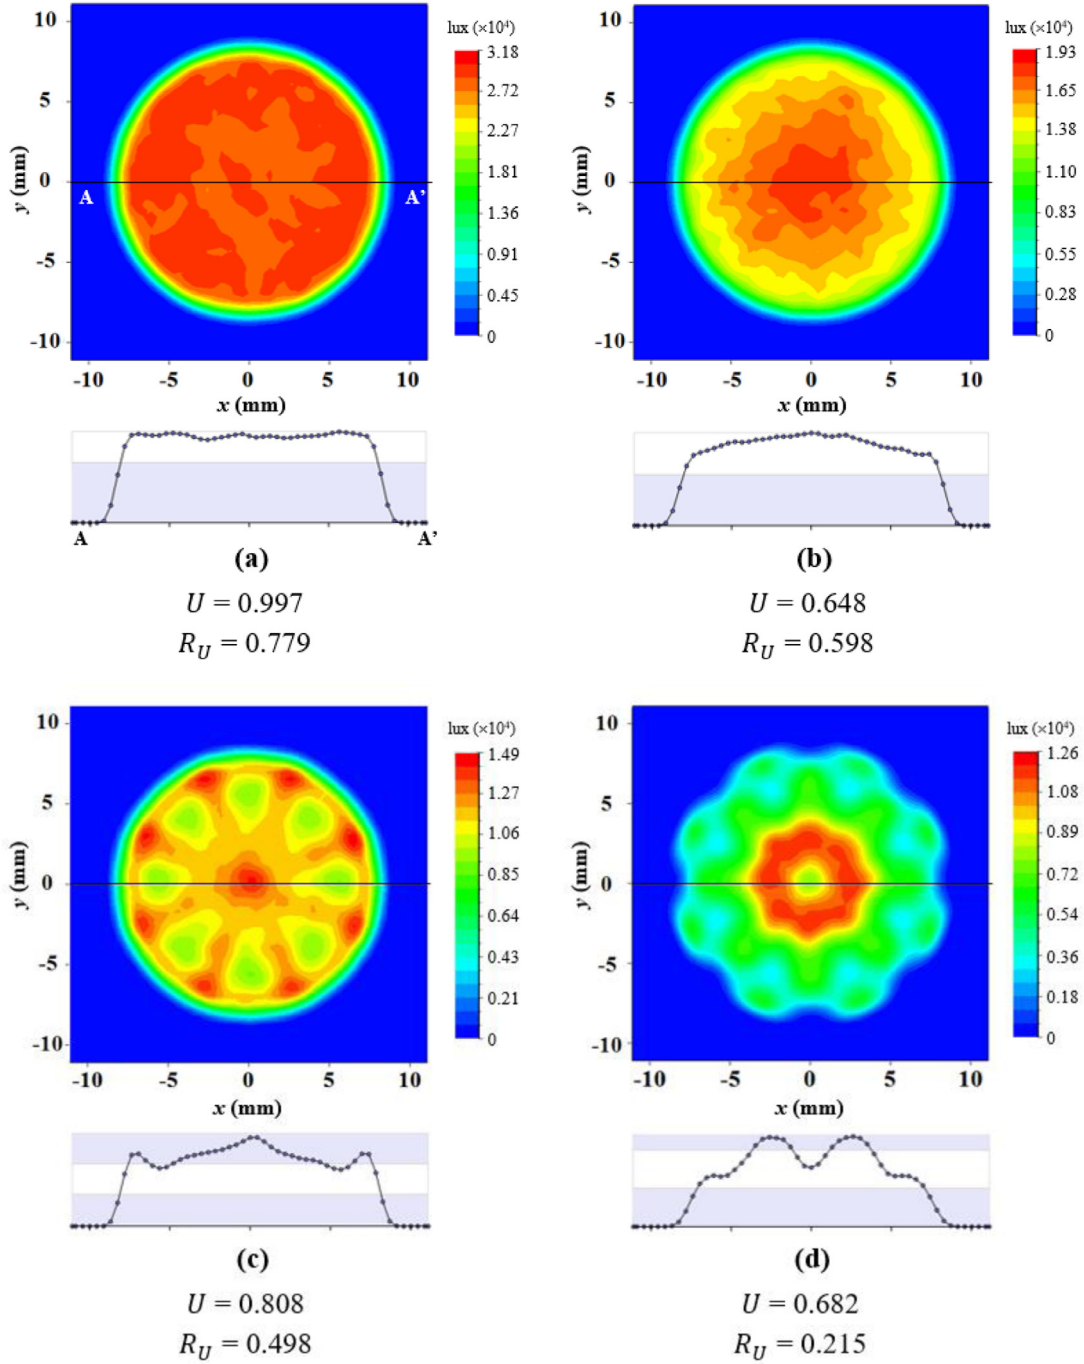 lux (×10⁴)
10
5
0
-5
-10
y (mm)
A
A'
3.18
2.72
2.27
1.81
1.36
0.91
0.45
0
-10
-5
0
5
10
x (mm)
A
A'
(a)
U = 0.997
R_U = 0.779
lux (×10⁴)
10
5
0
-5
-10
y (mm)
1.93
1.65
1.38
1.10
0.83
0.55
0.28
0
-10
-5
0
5
10
x (mm)
(b)
U = 0.648
R_U = 0.598
lux (×10⁴)
10
5
0
-5
-10
y (mm)
1.49
1.27
1.06
0.85
0.64
0.43
0.21
0
-10
-5
0
5
10
x (mm)
(c)
U = 0.808
R_U = 0.498
lux (×10⁴)
10
5
0
-5
-10
y (mm)
1.26
1.08
0.89
0.72
0.54
0.36
0.18
0
-10
-5
0
5
10
x (mm)
(d)
U = 0.682
R_U = 0.215